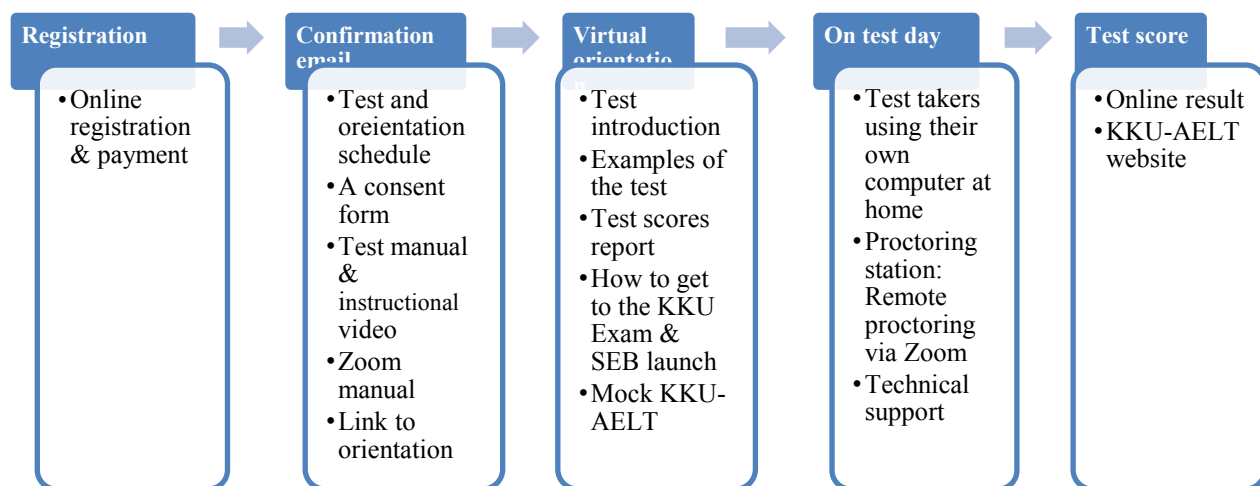 Registration
•Online
registration
& payment
Confirmation
email
•Test and
oreientation
schedule
•A consent
form
•Test manual
&
instructional
video
•Zoom
manual
•Link to
orientation
Virtual
orientatio
n
•Test
introduction
•Examples of
the test
•Test scores
report
•How to get
to the KKU
Exam &
SEB launch
•Mock KKU-
AELT
On test day
•Test takers
using their
own
computer at
home
•Proctoring
station:
Remote
proctoring
via Zoom
•Technical
support
Test score
•Online result
•KKU-AELT
website